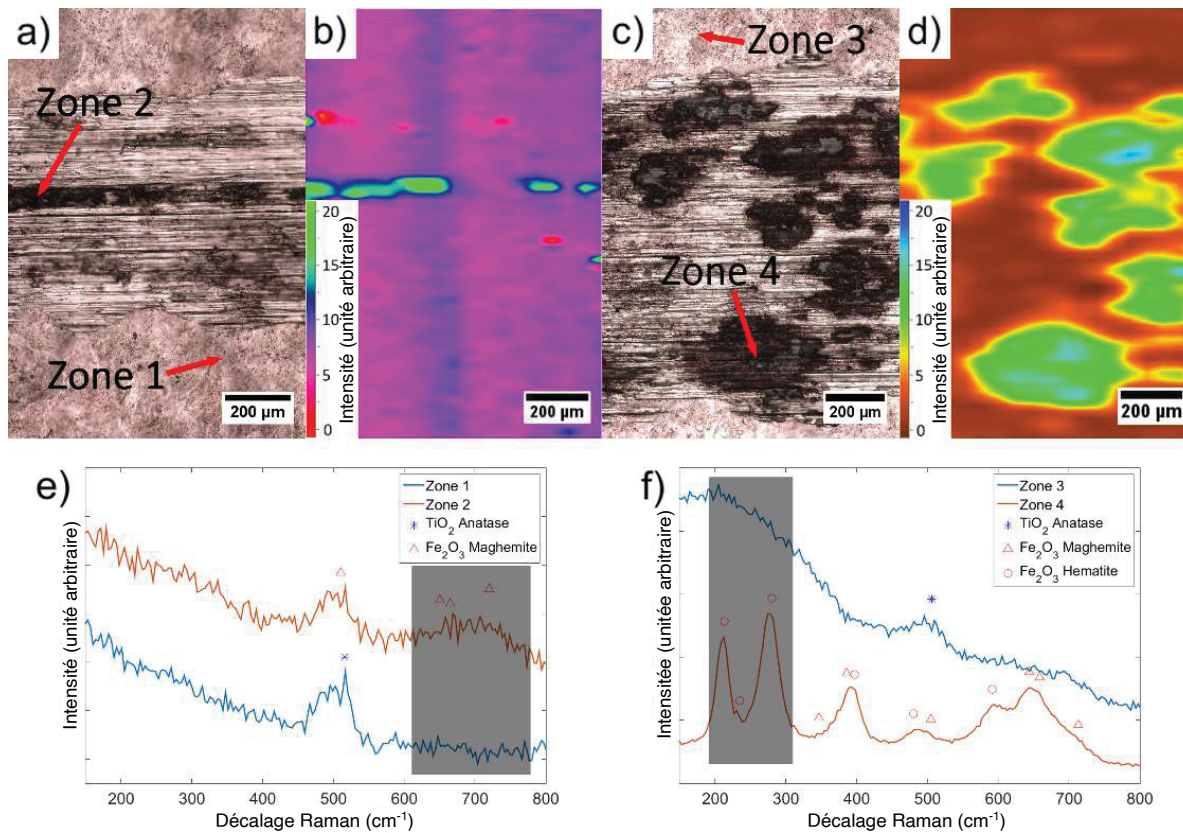 a)
Zone 2
Zone 1
200 µm
b)
Intensité (unité arbitraire)
20
15
10
5
0
200 µm
c)
Zone 3
Zone 4
200 µm
d)
Intensité (unité arbitraire)
20
15
10
5
0
200 µm
e)
Zone 1
Zone 2
TiO2 Anatase
Fe2O3 Maghemite
Intensité (unité arbitraire)
200 300 400 500 600 700 800
Décalage Raman (cm-1)
f)
Zone 3
Zone 4
TiO2 Anatase
Fe2O3 Maghemite
Fe2O3 Hematite
Intensitée (unitée arbitraire)
200 300 400 500 600 700 800
Décalage Raman (cm-1)